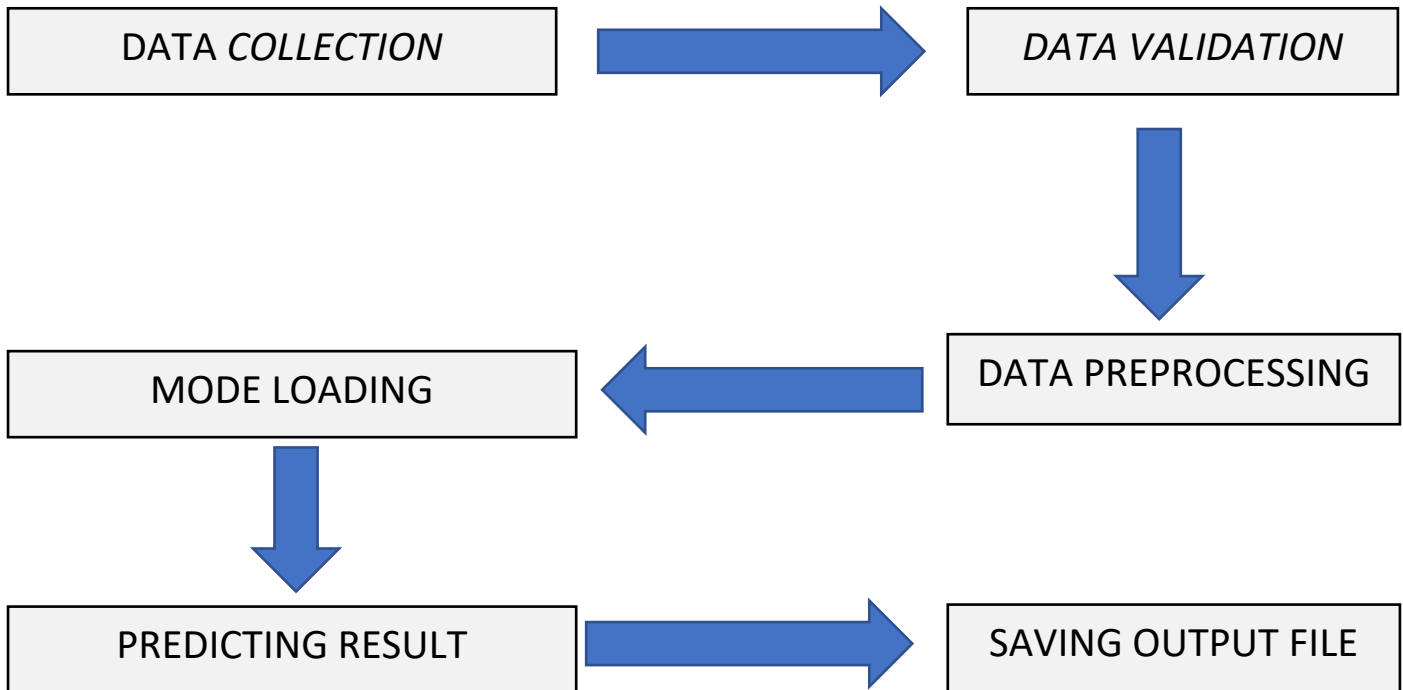 DATA COLLECTION
DATA VALIDATION
DATA PREPROCESSING
MODE LOADING
PREDICTING RESULT
SAVING OUTPUT FILE